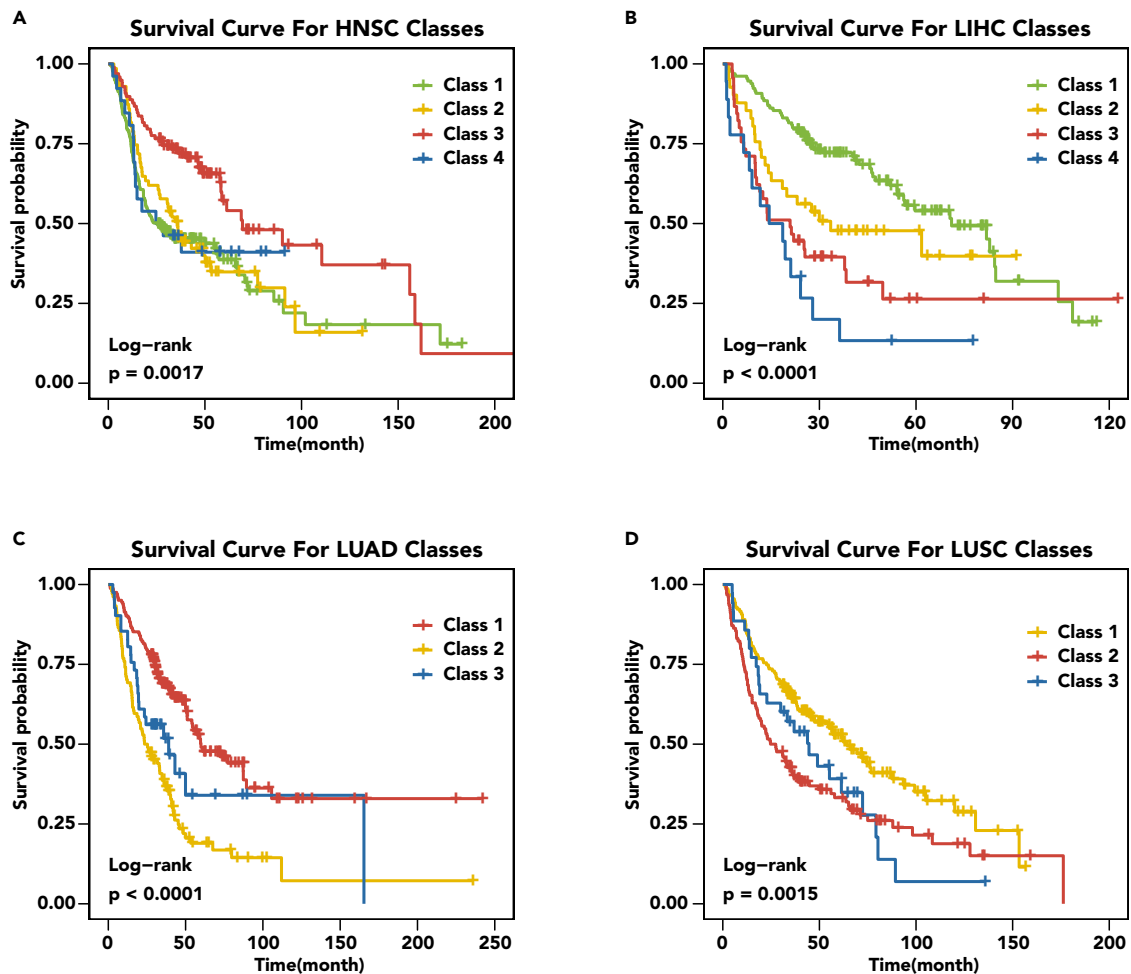 A
Survival Curve For HNSC Classes
Survival probability
1.00
0.75
0.50
0.25
0.00
Class 1
Class 2
Class 3
Class 4
Log−rank
p = 0.0017
0 50 100 150 200
Time(month)
B
Survival Curve For LIHC Classes
Survival probability
1.00
0.75
0.50
0.25
0.00
Class 1
Class 2
Class 3
Class 4
Log−rank
p < 0.0001
0 30 60 90 120
Time(month)
C
Survival Curve For LUAD Classes
Survival probability
1.00
0.75
0.50
0.25
0.00
Class 1
Class 2
Class 3
Log−rank
p < 0.0001
0 50 100 150 200 250
Time(month)
D
Survival Curve For LUSC Classes
Survival probability
1.00
0.75
0.50
0.25
0.00
Class 1
Class 2
Class 3
Log−rank
p = 0.0015
0 50 100 150 200
Time(month)